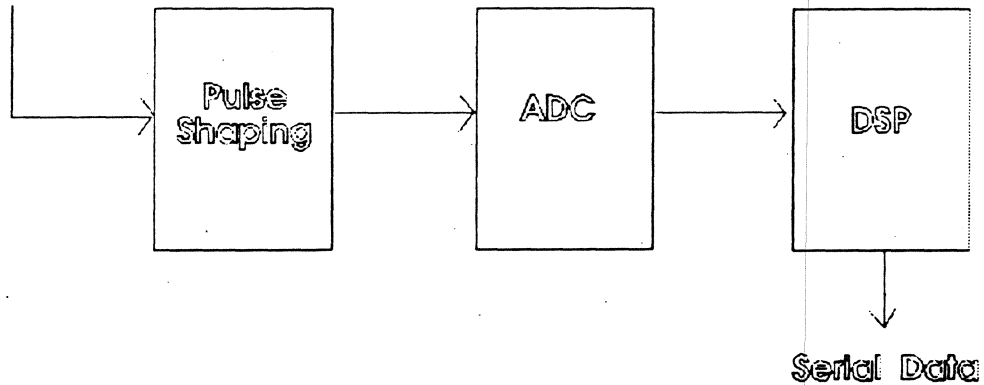 Pulse
Shaping
ADC
DSP
Serial Data